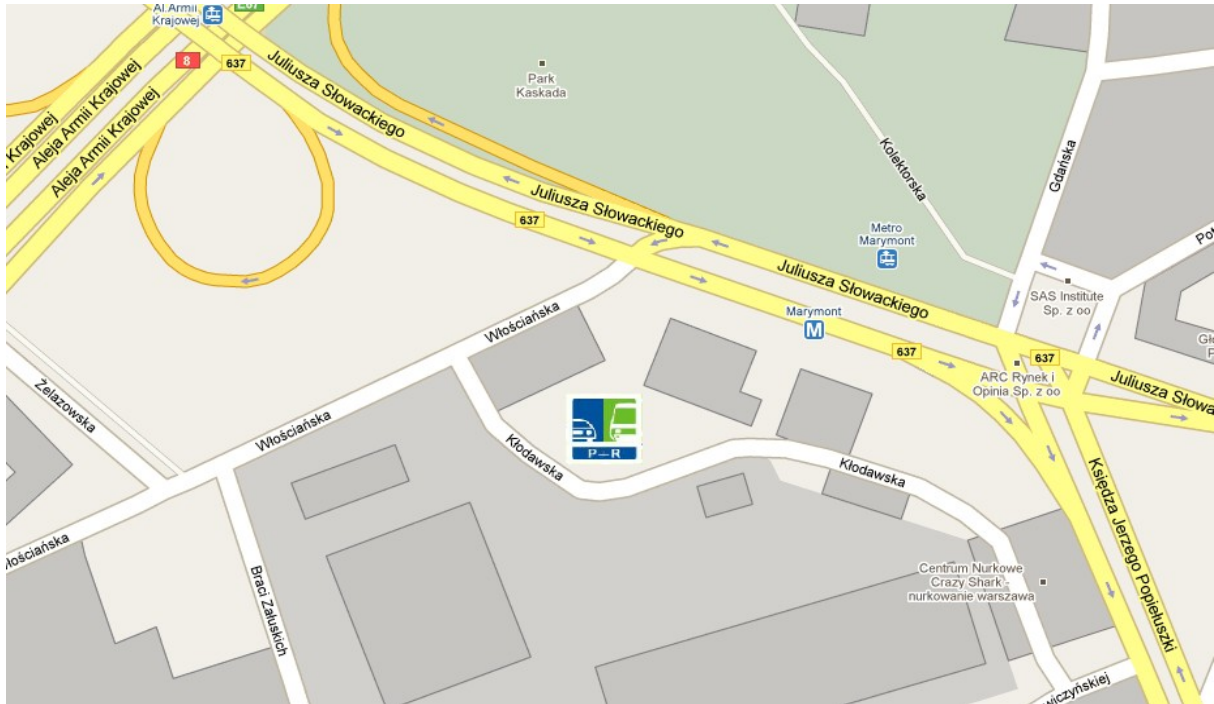 Al.Armii
Krajowej
E67
8
637
Juliusza Słowackiego
Park
Kaskada
Krajowej
Aleja Armii Krajowej
Aleja Armii Krajowej
Kolektorska
Gdańska
637
Juliusza Słowackiego
Metro
Marymont
Juliusza Słowackiego
SAS Institute
Sp. z oo
Marymont
M
637
637
ARC Rynek i
Opinia Sp. z oo
Juliusza Słowa
Włościańska
Żelazowska
Włościańska
P+R
Kłodawska
Kłodawska
Księdza Jerzego Popiełuszki
Włościańska
Braci Załuskich
Centrum Nurkowe
Crazy Shark -
nurkowanie warszawa
wiczyńskiej